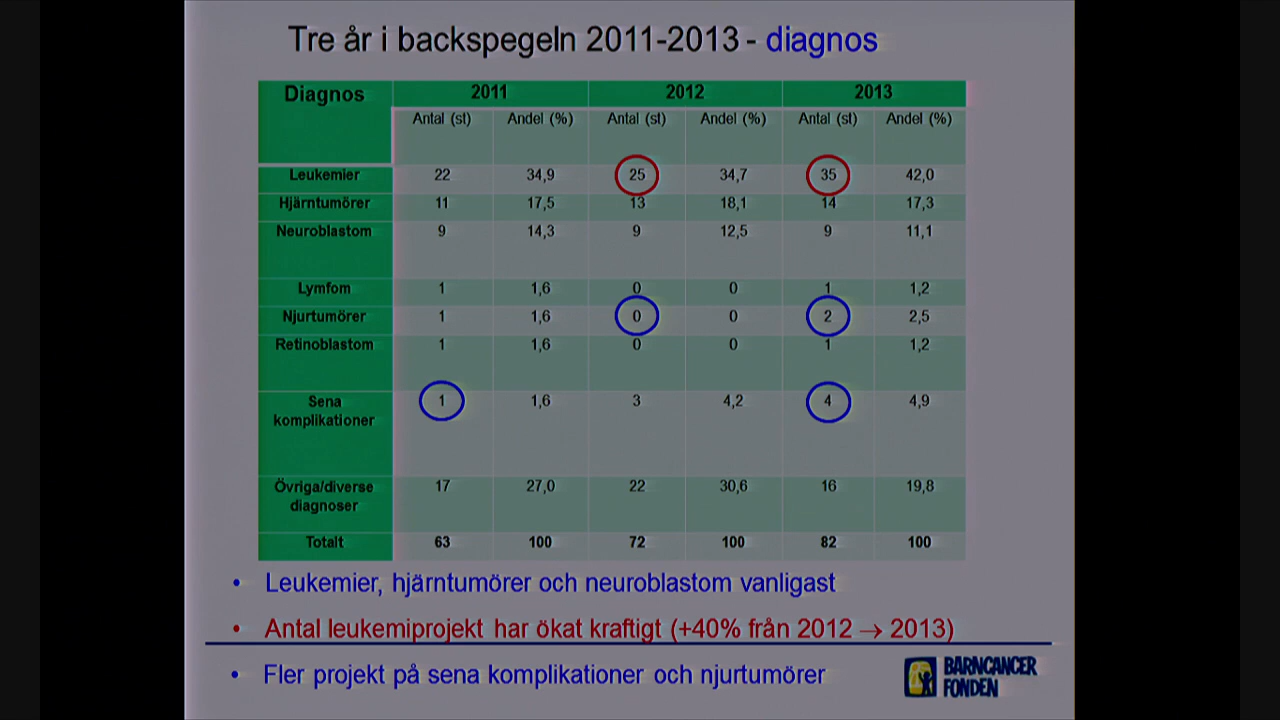 Tre år i backspegeln 2011-2013 - diagnos
Diagnos 2011 2012 2013
Antal (st) Andel (%) Antal (st) Andel (%) Antal (st) Andel (%)
Leukemier 22 34,9 25 34,7 35 42,0
Hjärntumörer 11 17,5 13 18,1 14 17,3
Neuroblastom 9 14,3 9 12,5 9 11,1
Lymfom 1 1,6 0 0 1 1,2
Njurtumörer 1 1,6 0 0 2 2,5
Retinoblastom 1 1,6 0 0 1 1,2
Sena 1 1,6 3 4,2 4 4,9
komplikationer
Övriga/diverse 17 27,0 22 30,6 16 19,8
diagnoser
Totalt 63 100 72 100 82 100
• Leukemier, hjärntumörer och neuroblastom vanligast
• Antal leukemiprojekt har ökat kraftigt (+40% från 2012 → 2013)
• Fler projekt på sena komplikationer och njurtumörer
BARNCANCER
FONDEN